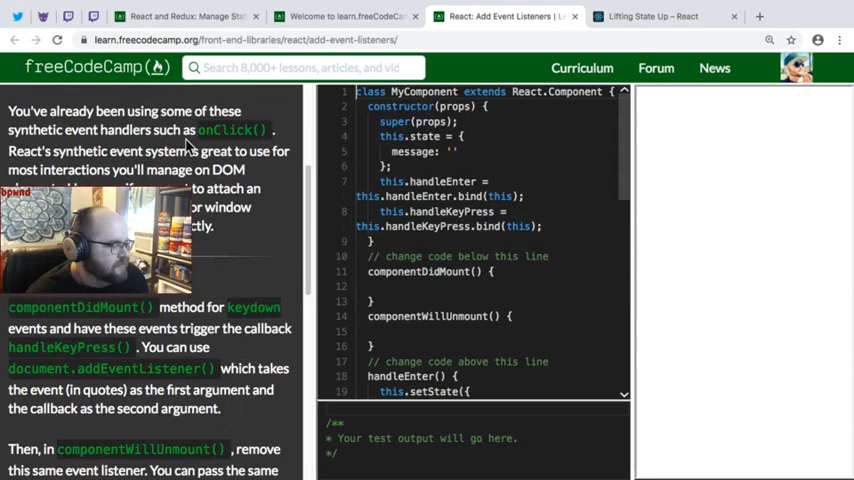 React and Redux: Manage Stat
Welcome to learn.freeCodeCamp
React: Add Event Listeners | Le
Lifting State Up – React
learn.freecodecamp.org/front-end-libraries/react/add-event-listeners/
freeCodeCamp
Search 8,000+ lessons, articles, and vid
Curriculum
Forum
News
You've already been using some of these
synthetic event handlers such as onClick() .
React's synthetic event system is great to use for
most interactions you'll manage on DOM
to attach an
or window
ctly.
componentDidMount() method for keydown
events and have these events trigger the callback
handleKeyPress() . You can use
document.addEventListener() which takes
the event (in quotes) as the first argument and
the callback as the second argument.
Then, in componentWillUnmount() , remove
this same event listener. You can pass the same
1 class MyComponent extends React.Component {
2 constructor(props) {
3 super(props);
4 this.state = {
5 message: ''
6 };
7 this.handleEnter =
this.handleEnter.bind(this);
8 this.handleKeyPress =
this.handleKeyPress.bind(this);
9 }
10 // change code below this line
11 componentDidMount() {
12
13 }
14 componentWillUnmount() {
15
16 }
17 // change code above this line
18 handleEnter() {
19 this.setState({
/**
* Your test output will go here.
*/